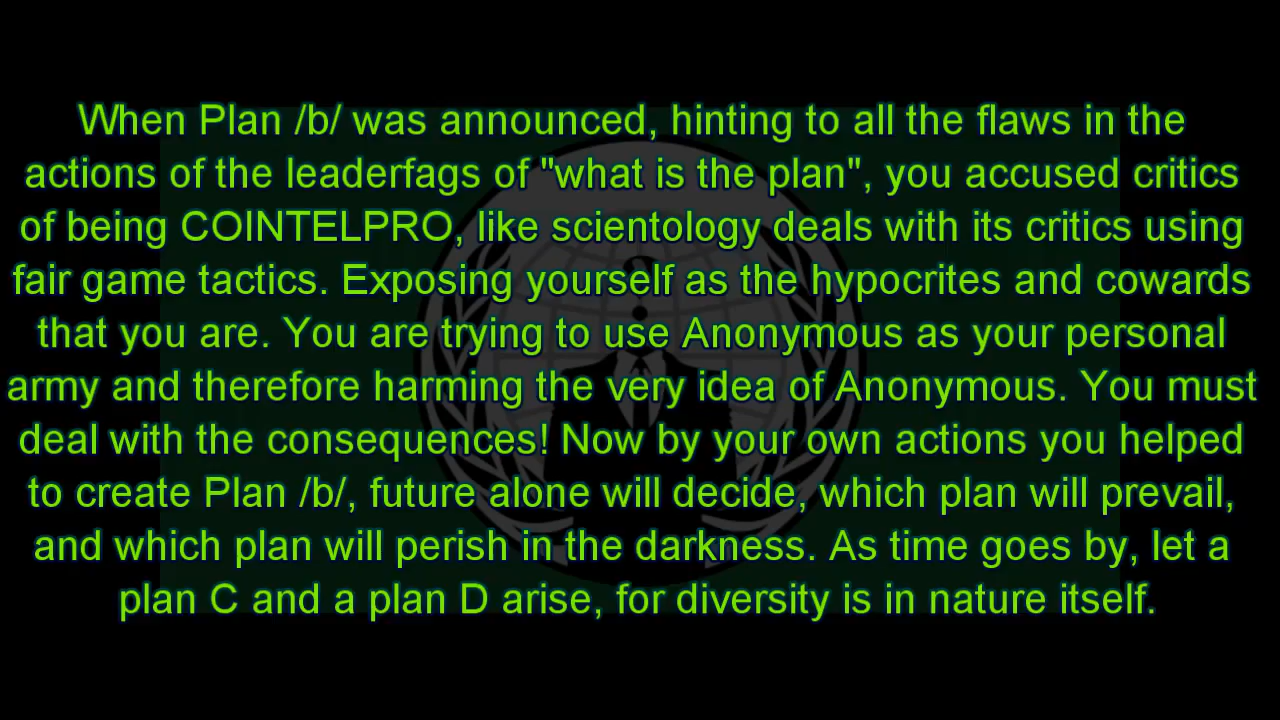 When Plan /b/ was announced, hinting to all the flaws in the
actions of the leaderfags of "what is the plan", you accused critics
of being COINTELPRO, like scientology deals with its critics using
fair game tactics. Exposing yourself as the hypocrites and cowards
that you are. You are trying to use Anonymous as your personal
army and therefore harming the very idea of Anonymous. You must
deal with the consequences! Now by your own actions you helped
to create Plan /b/, future alone will decide, which plan will prevail,
and which plan will perish in the darkness. As time goes by, let a
plan C and a plan D arise, for diversity is in nature itself.